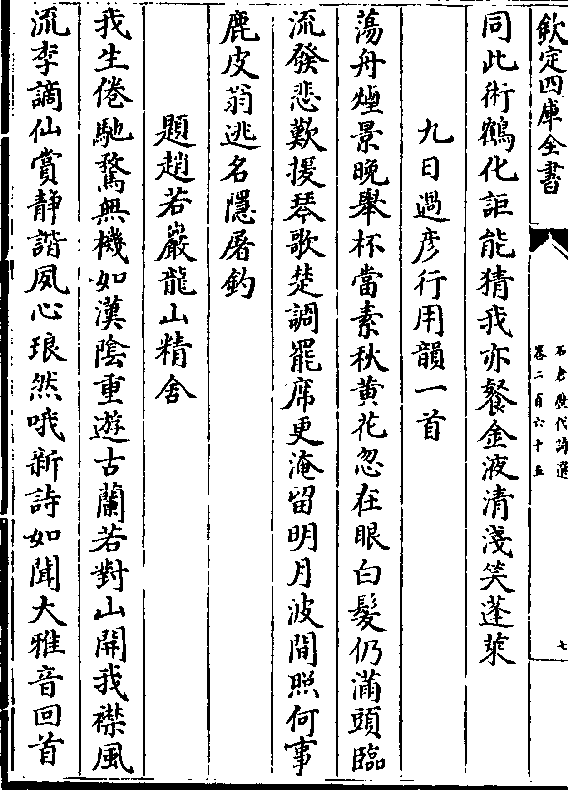 欽定四庫全書
石倉歷代詩選
卷二百六十五
七
同此術鶴化詎能猜我亦餐金液清淺笑蓬萊
九日過彦行用韻一首
蕩舟煙景晚舉杯當素秋黄花忽在眼白髮仍滿頭臨
流發悲歎援琴歌楚調罷席更淹留明月波間照何事
鹿皮翁逃名隱屠釣
題趙若巖龍山精舍
我生倦馳騖無機如漢陰重遊古蘭若對山開我襟風
流李謫仙賞靜諧夙心琅然哦新詩如聞大雅音回首